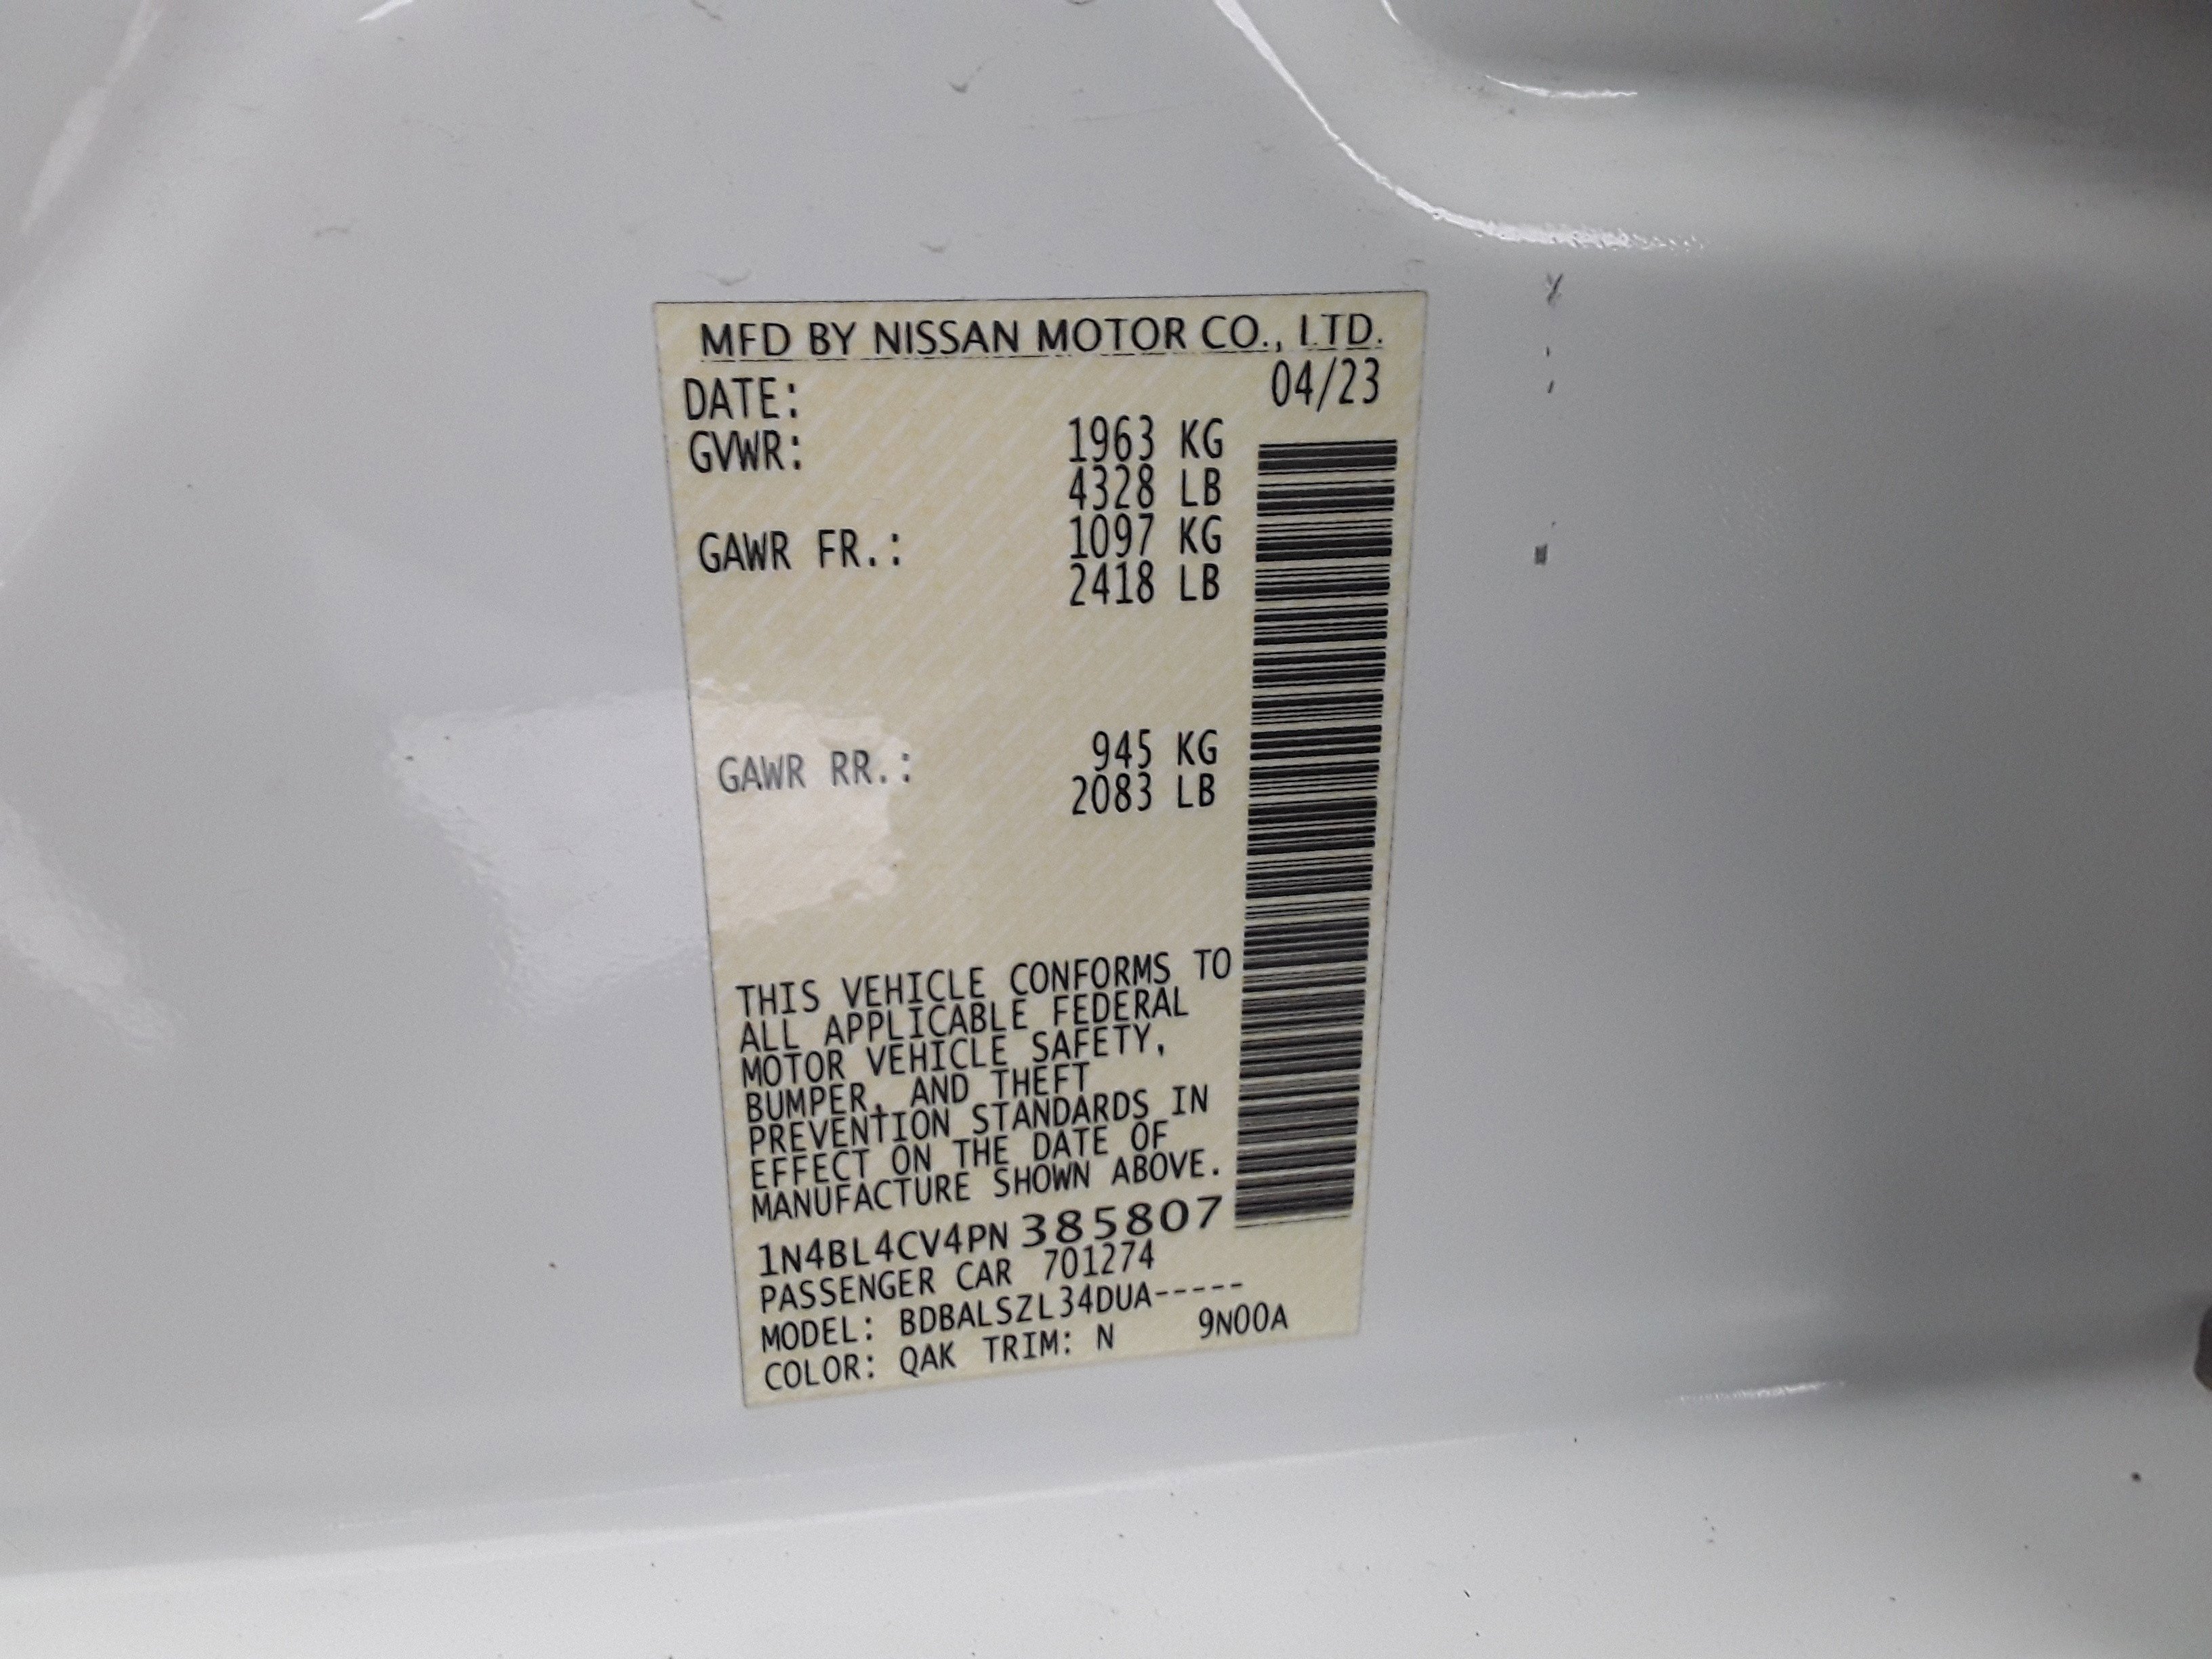 MFD BY NISSAN MOTOR CO., LTD.
DATE: 04/23
GVWR: 1963 KG
4328 LB
GAWR FR.: 1097 KG
2418 LB
GAWR RR.: 945 KG
2083 LB
THIS VEHICLE CONFORMS TO
ALL APPLICABLE FEDERAL
MOTOR VEHICLE SAFETY,
BUMPER, AND THEFT
PREVENTION STANDARDS IN
EFFECT ON THE DATE OF
MANUFACTURE SHOWN ABOVE.
1N4BL4CV4PN385807
PASSENGER CAR 701274
MODEL: BDBALSZL34DUA-----
COLOR: QAK TRIM: N 9N00A